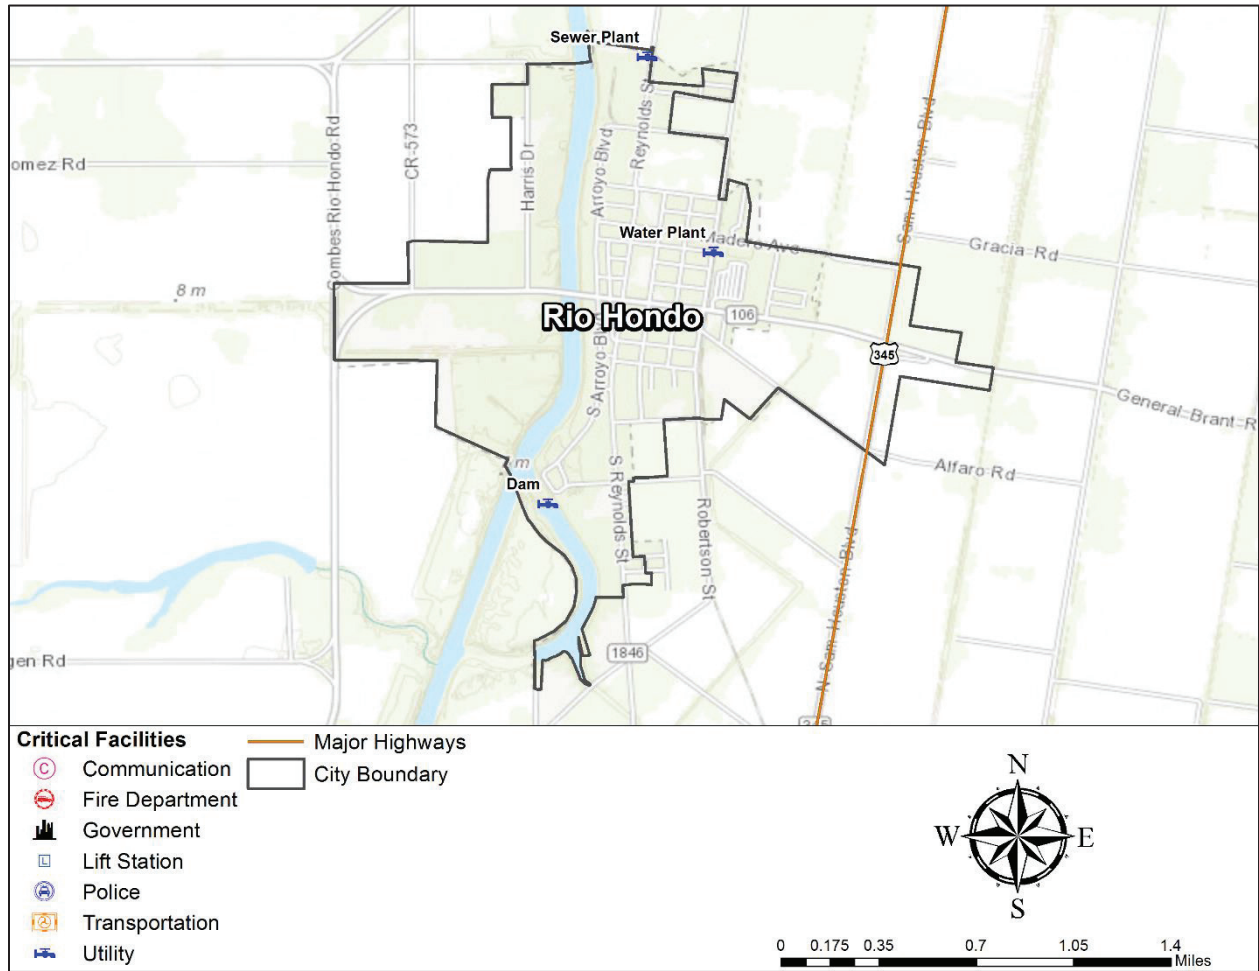 Sewer Plant
Reynolds St
Sam Houston Blvd
Combes Rio Hondo Rd
CR-573
Harris Dr
Arroyo Blvd
omez Rd
Water Plant
Madero Ave
Gracia Rd
8 m
Rio Hondo
106
345
S Arroyo Blvd
General Brant R
m
Alfaro Rd
Dam
S Reynolds St
Robertson St
N Sam Houston Blvd
1846
gen Rd
Critical Facilities
Major Highways
C Communication
City Boundary
Fire Department
Government
L Lift Station
Police
Transportation
Utility
N
W E
S
0 0.175 0.35 0.7 1.05 1.4
Miles